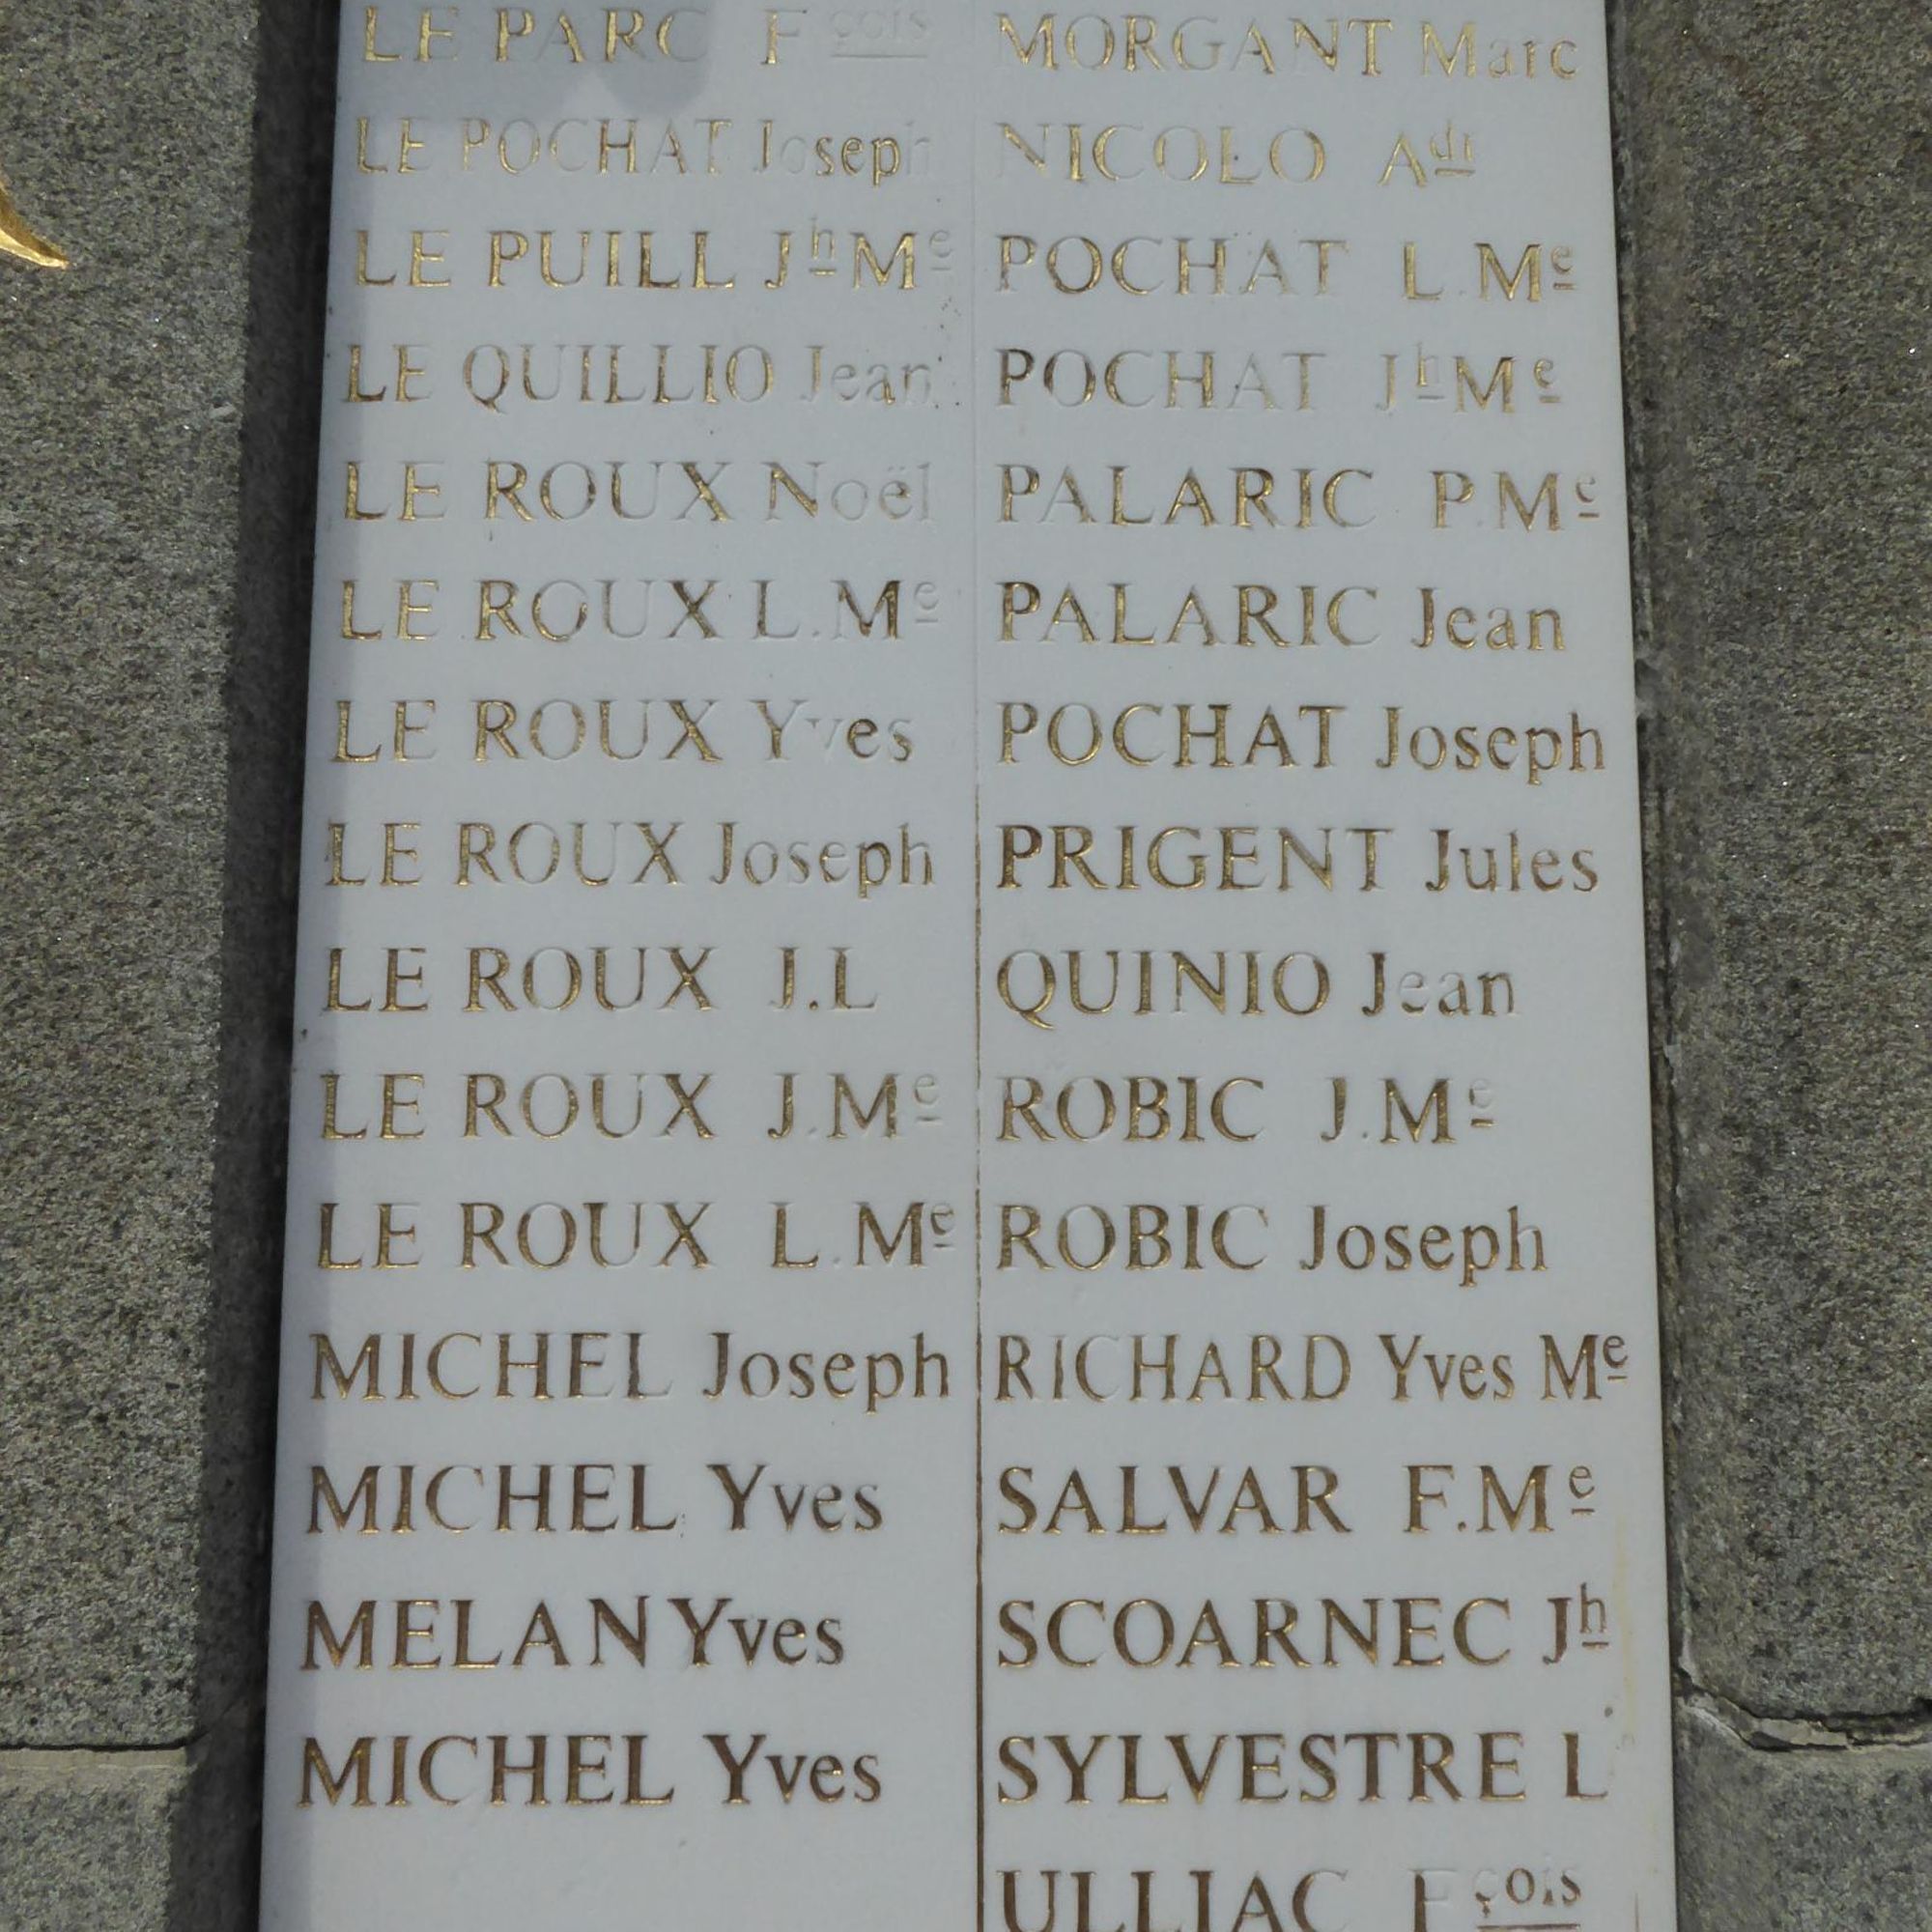 LE PARC Fçois
LE POCHAT Joseph
LE PUILL Jh Me
LE QUILLIO Jean
LE ROUX Noël
LE ROUX L.Me
LE ROUX Yves
LE ROUX Joseph
LE ROUX J.L
LE ROUX J.Me
LE ROUX L.Me
MICHEL Joseph
MICHEL Yves
MELAN Yves
MICHEL Yves
MORGANT Marc
NICOLO
POCHAT L.Me
POCHAT Jh Me
PALARIC P.Me
PALARIC Jean
POCHAT Joseph
PRIGENT Jules
QUINIO Jean
ROBIC J.Me
ROBIC Joseph
RICHARD Yves Me
SALVAR F.Me
SCOARNEC Jh
SYLVESTRE L
ULLIAC Fçois